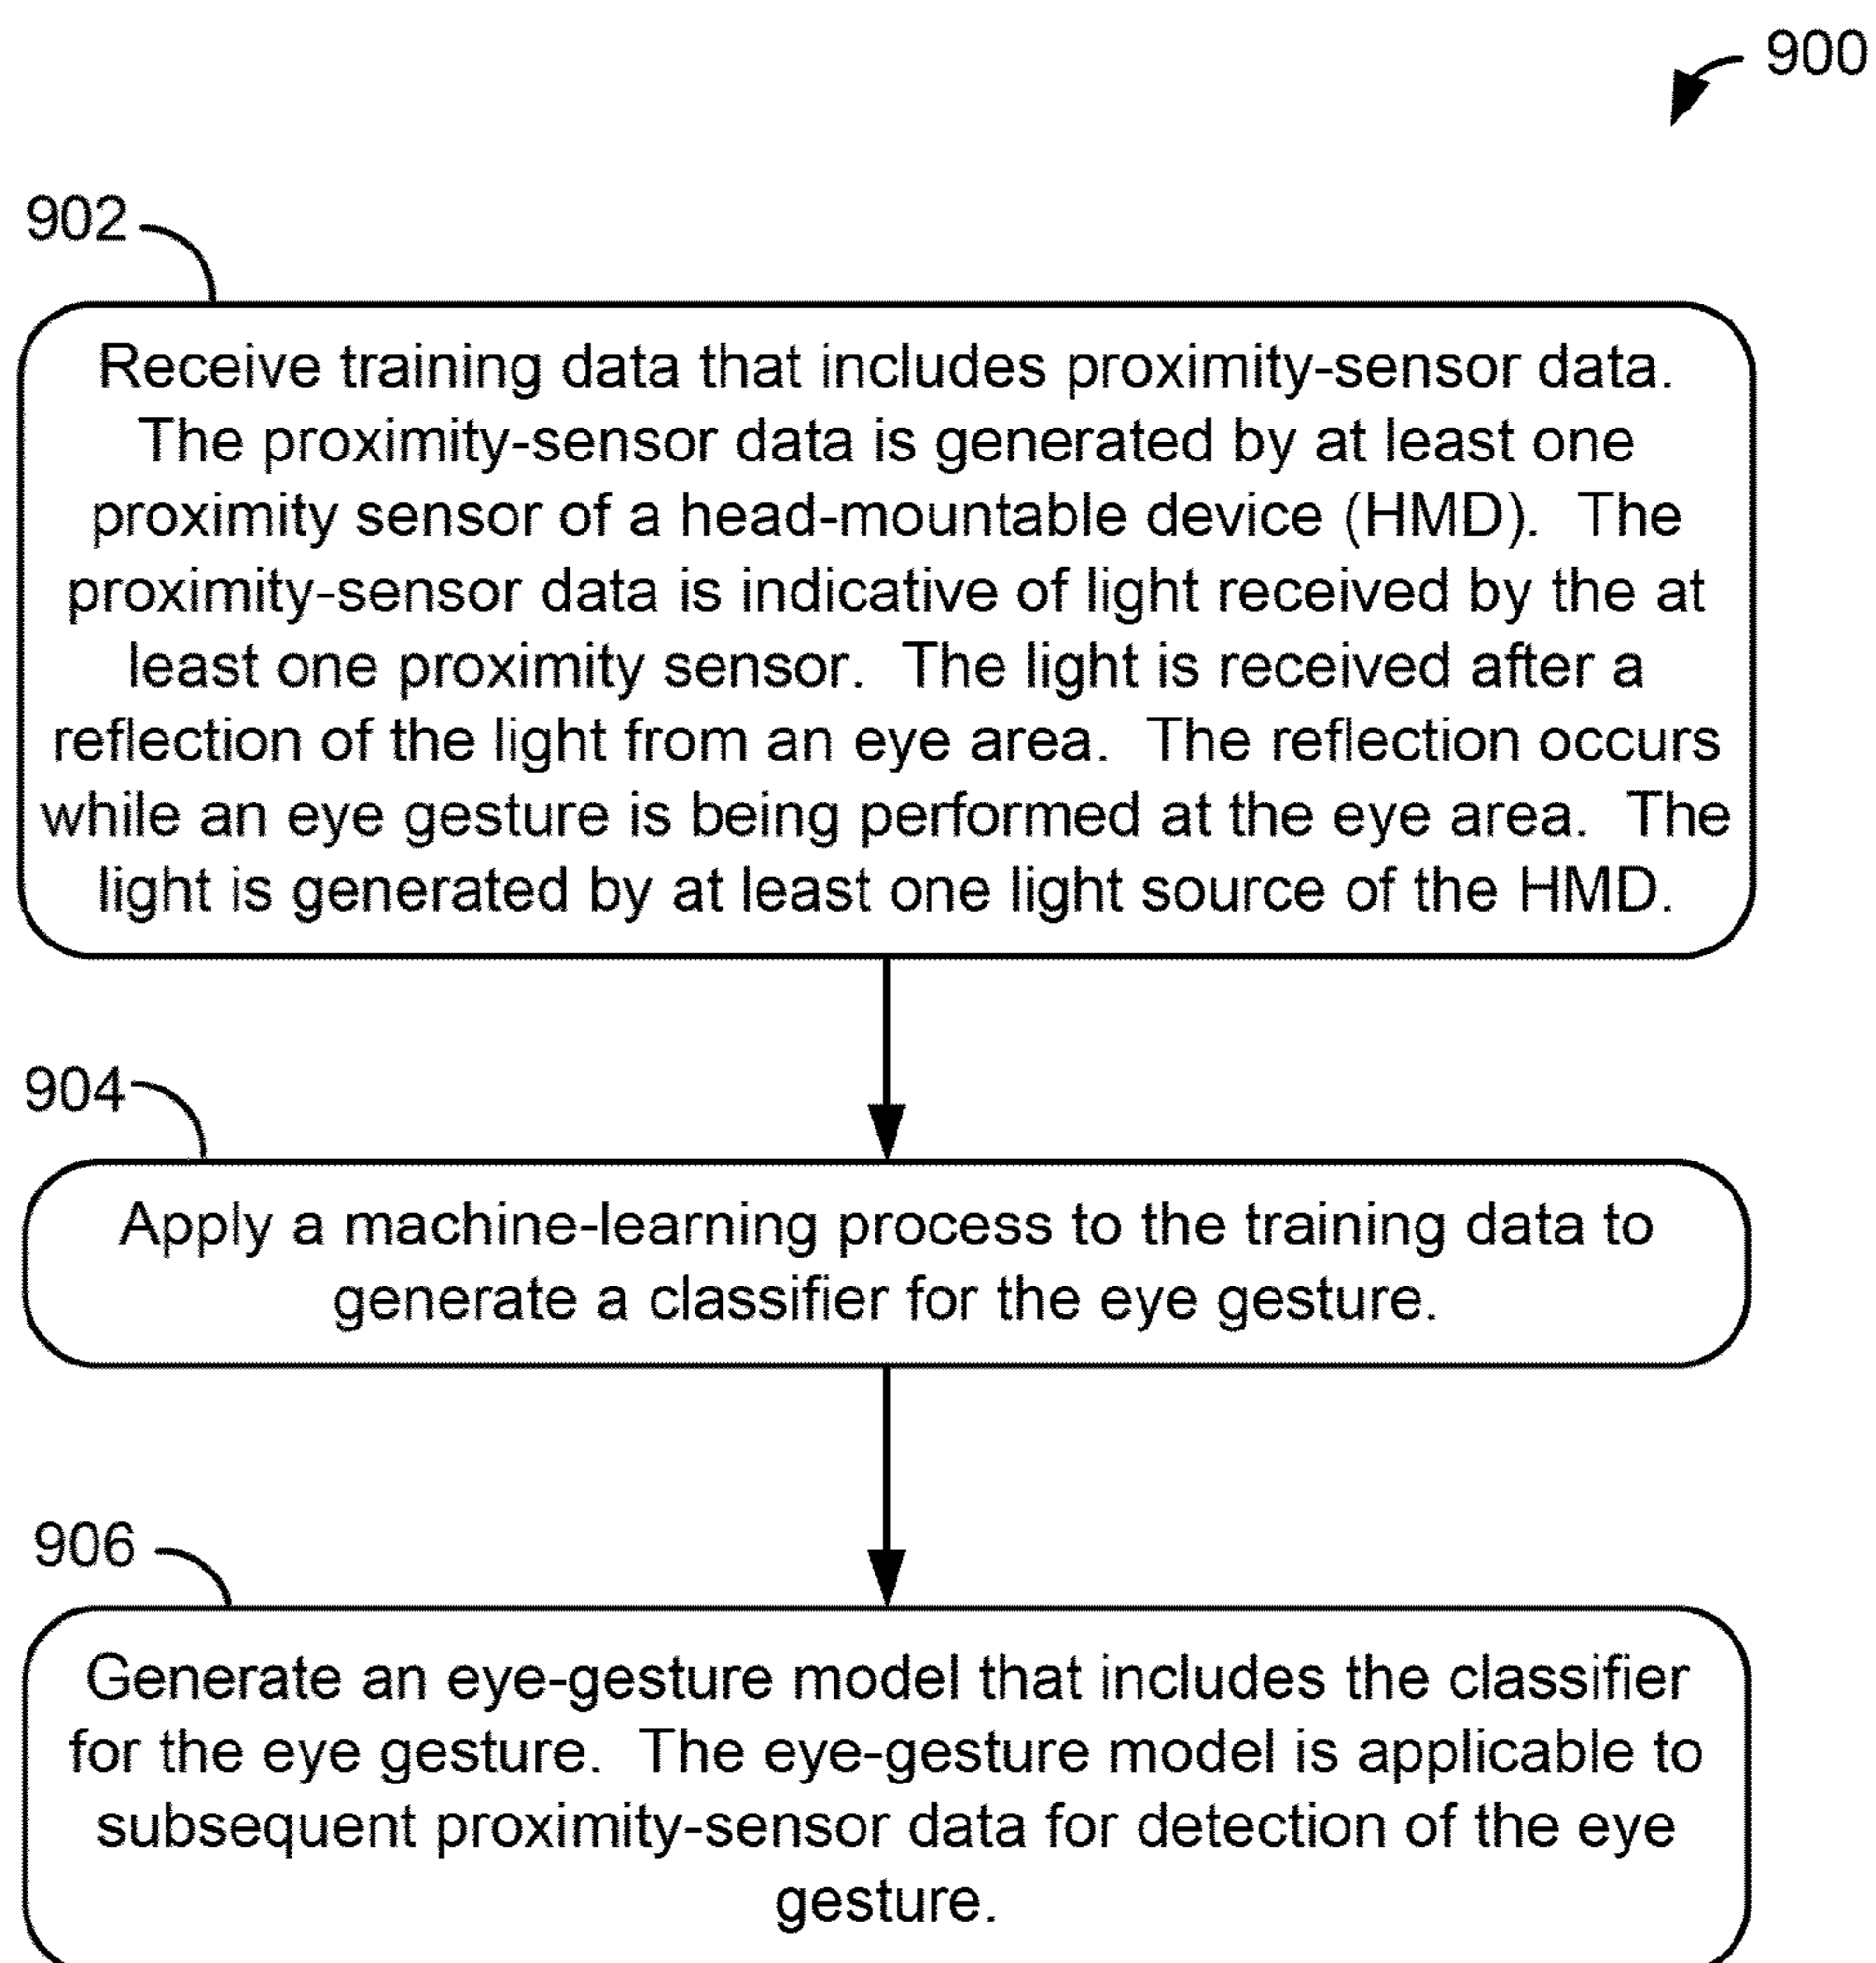 900
902
Receive training data that includes proximity-sensor data.
The proximity-sensor data is generated by at least one
proximity sensor of a head-mountable device (HMD). The
proximity-sensor data is indicative of light received by the at
least one proximity sensor. The light is received after a
reflection of the light from an eye area. The reflection occurs
while an eye gesture is being performed at the eye area. The
light is generated by at least one light source of the HMD.
904
Apply a machine-learning process to the training data to
generate a classifier for the eye gesture.
906
Generate an eye-gesture model that includes the classifier
for the eye gesture. The eye-gesture model is applicable to
subsequent proximity-sensor data for detection of the eye
gesture.